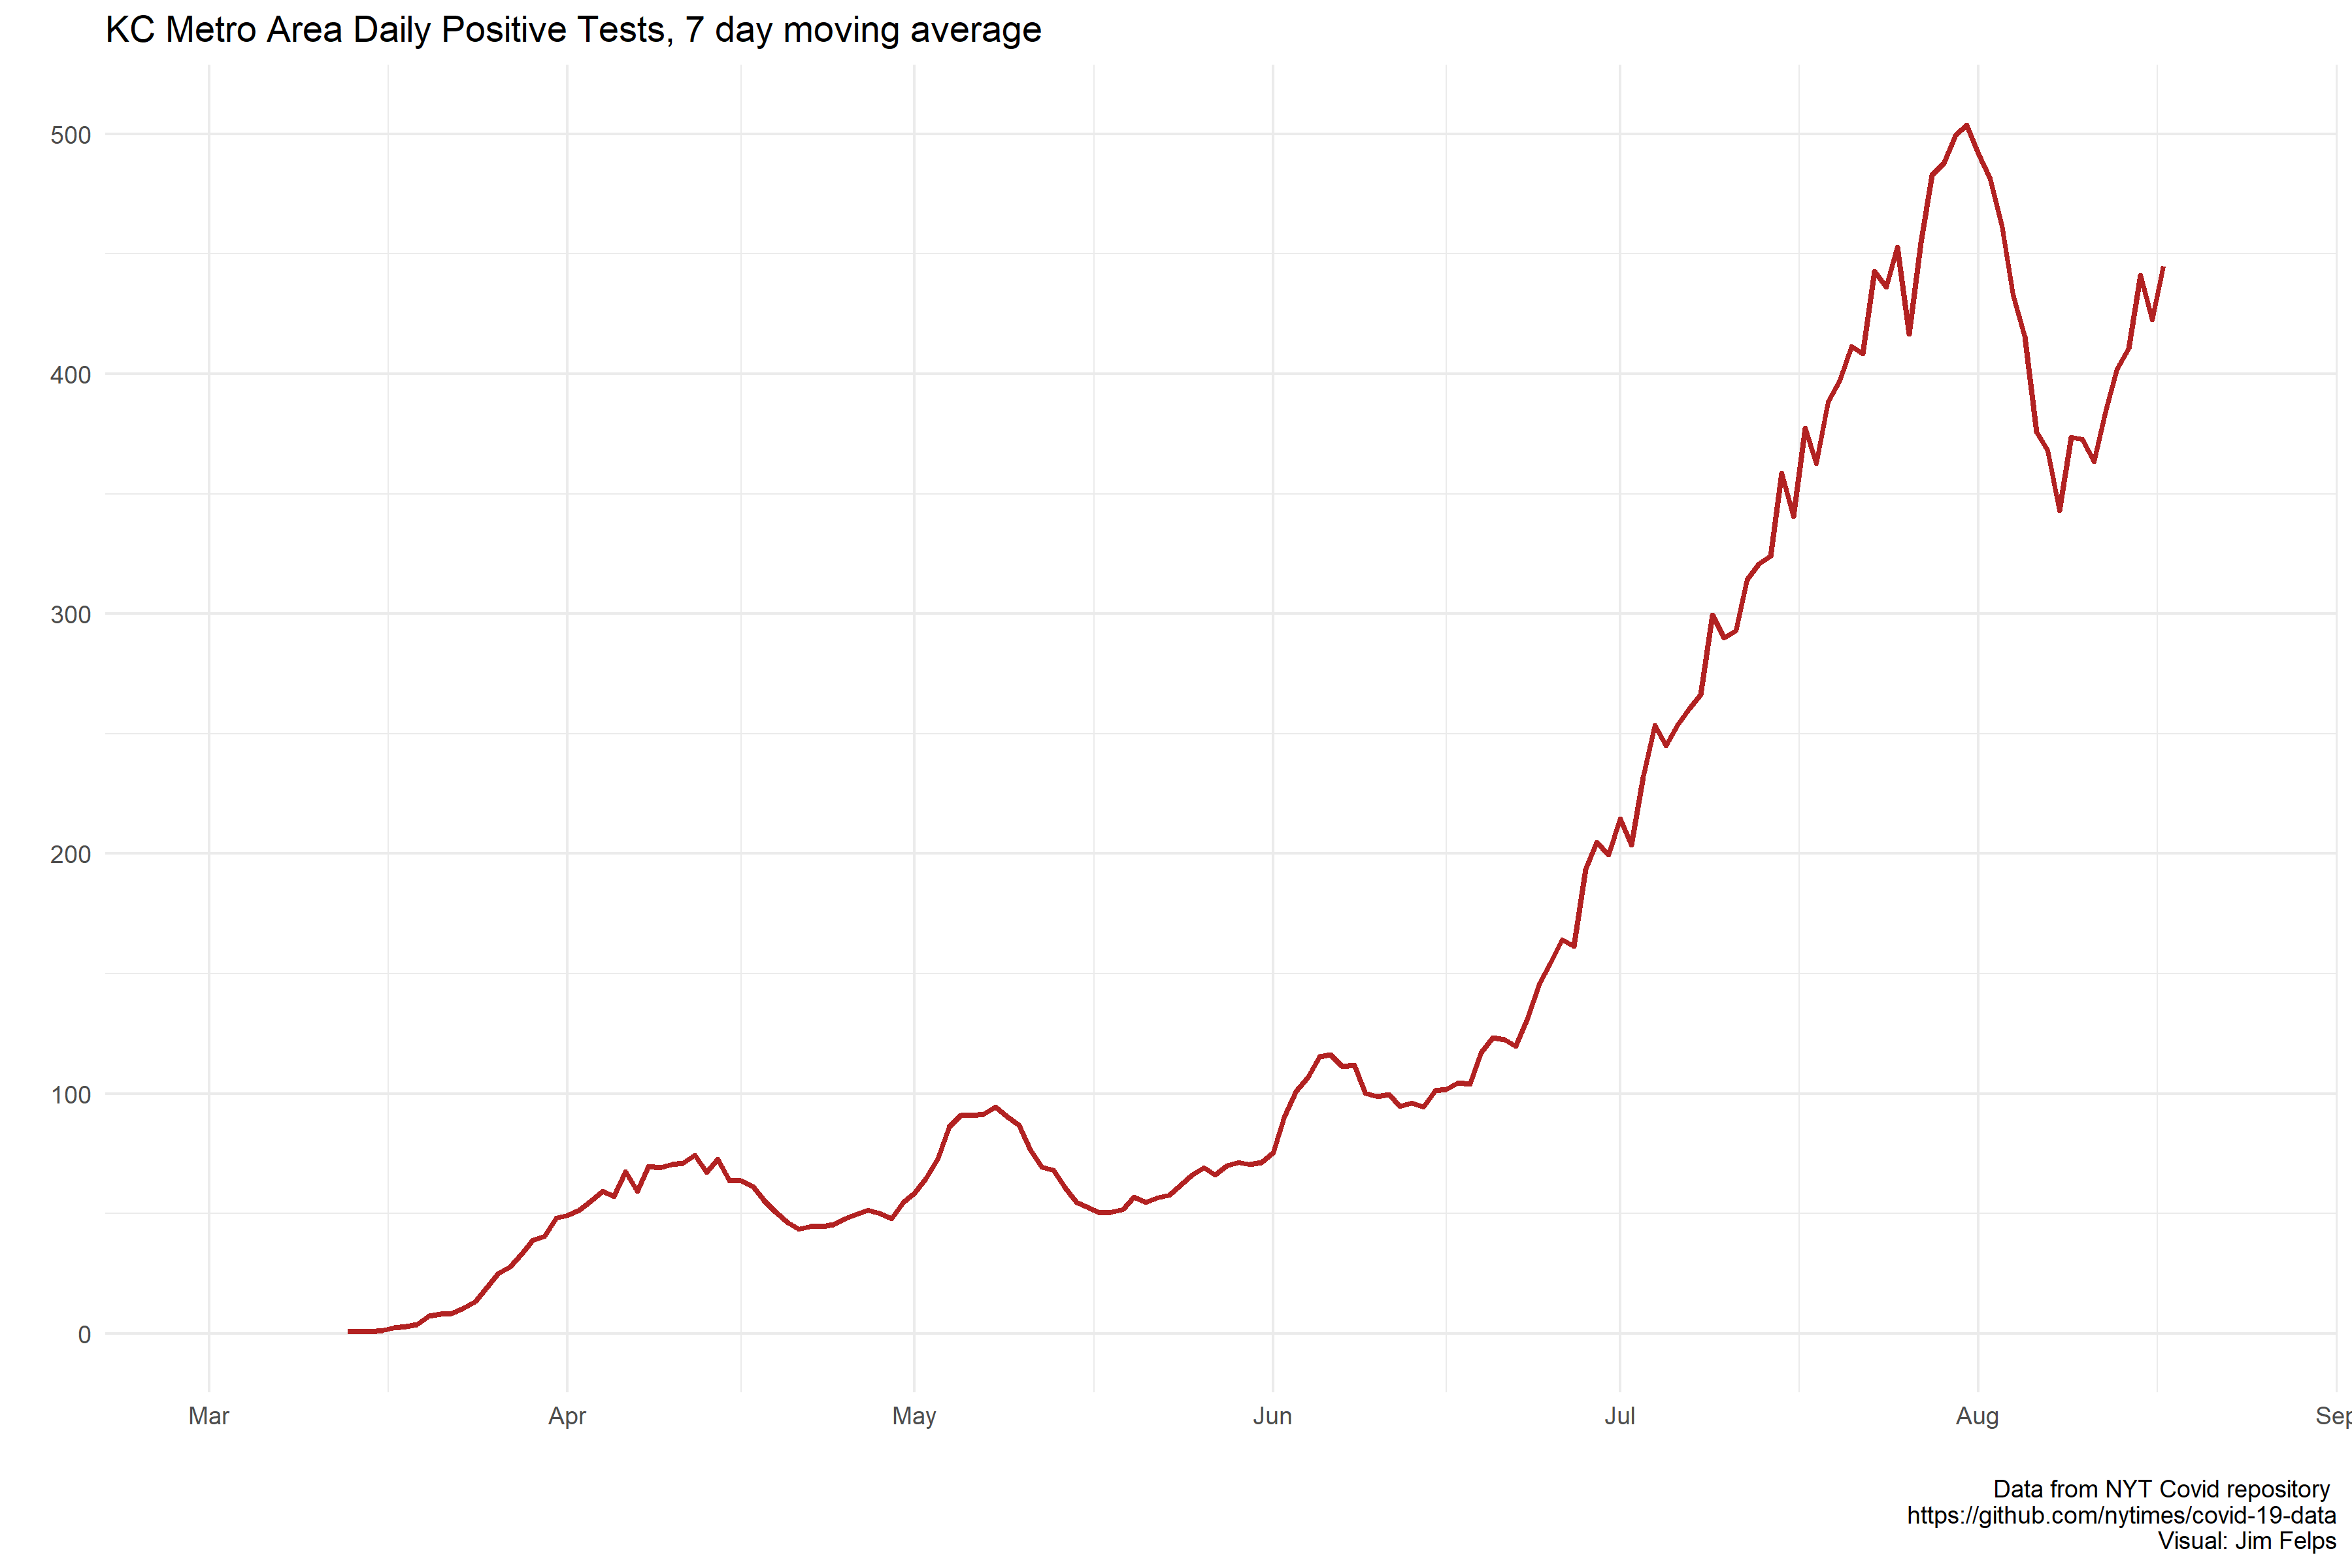 KC Metro Area Daily Positive Tests, 7 day moving average
500
400
300
200
100
0
Mar Apr May Jun Jul Aug Sep
Data from NYT Covid repository
https://github.com/nytimes/covid-19-data
Visual: Jim Felps